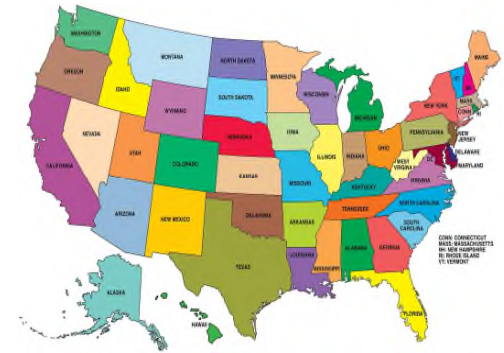 WASHINGTON
OREGON
IDAHO
MONTANA
NORTH DAKOTA
SOUTH DAKOTA
WYOMING
NEBRASKA
NEVADA
UTAH
COLORADO
KANSAS
CALIFORNIA
ARIZONA
NEW MEXICO
OKLAHOMA
TEXAS
MINNESOTA
IOWA
MISSOURI
ARKANSAS
LOUISIANA
WISCONSIN
ILLINOIS
MICHIGAN
INDIANA
OHIO
KENTUCKY
TENNESSEE
MISSISSIPPI
ALABAMA
GEORGIA
FLORIDA
SOUTH
CAROLINA
NORTH CAROLINA
VIRGINIA
WEST
VIRGINIA
DC
PENNSYLVANIA
NEW YORK
VT
NH
MAINE
MASS
CONN
RI
NEW
JERSEY
DELAWARE
MARYLAND
ALASKA
HAWAII
CONN: CONNECTICUT
MASS: MASSACHUSETTS
NH: NEW HAMPSHIRE
RI: RHODE ISLAND
VT: VERMONT